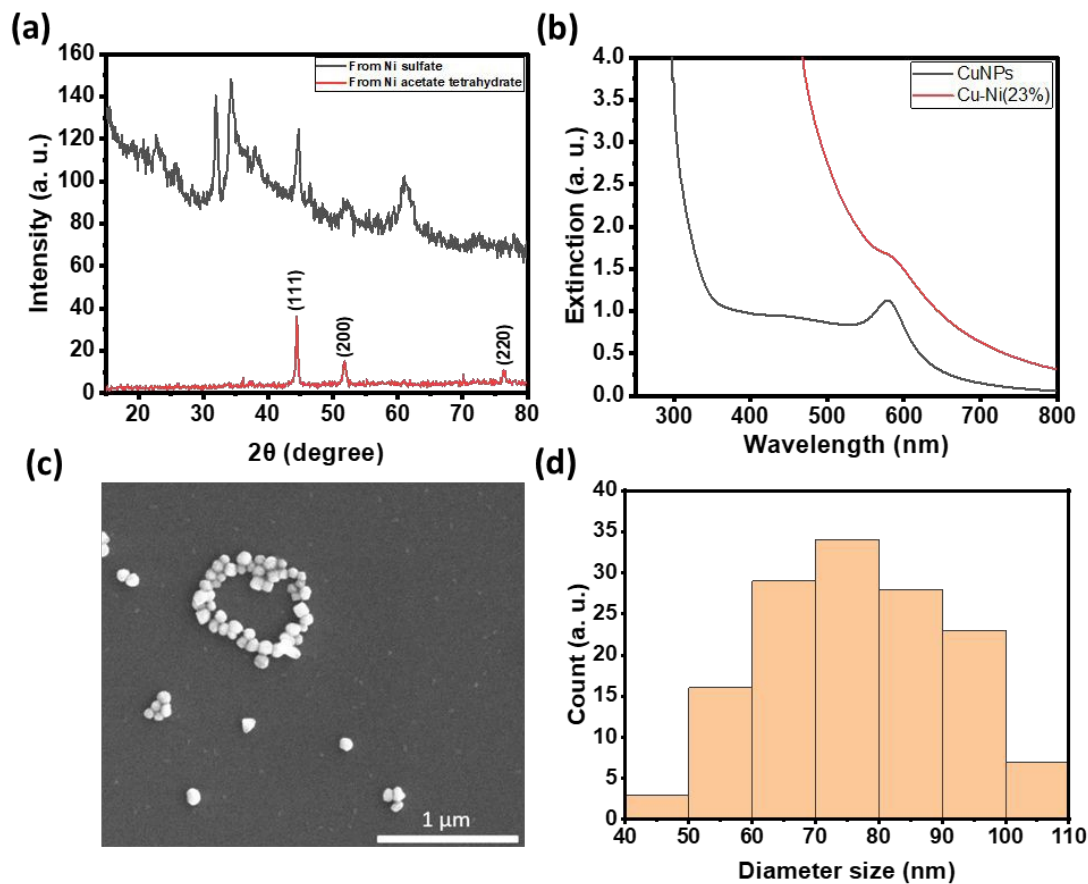 (a)
160
140
120
100
80
60
40
20
0
Intensity (a. u.)
From Ni sulfate
From Ni acetate tetrahydrate
(111)
(200)
(220)
20 30 40 50 60 70 80
2θ (degree)
(b)
4.0
3.5
3.0
2.5
2.0
1.5
1.0
0.5
0.0
Extinction (a. u.)
CuNPs
Cu-Ni(23%)
300 400 500 600 700 800
Wavelength (nm)
(c)
1 μm
(d)
40
35
30
25
20
15
10
5
0
Count (a. u.)
40 50 60 70 80 90 100 110
Diameter size (nm)